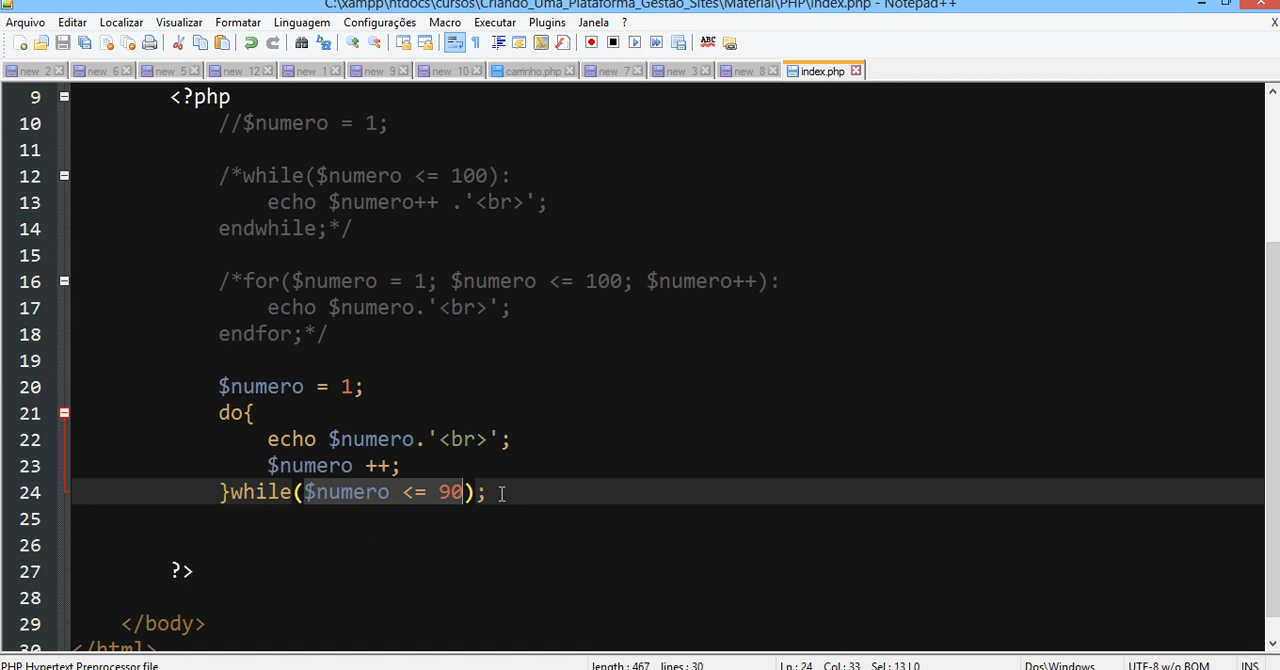 C:\xampp\htdocs\cursos\Criando_Uma_Plataforma_Gestao_Sites\Material\PHP\index.php - Notepad++
Arquivo Editar Localizar Visualizar Formatar Linguagem Configurações Macro Executar Plugins Janela ? X
new 2 new 6 new 5 new 12 new 1 new 9 new 10 carrinho.php new 7 new 3 new 8 index.php
9 <?php
10 //$numero = 1;
11
12 /*while($numero <= 100):
13 echo $numero++ .'<br>';
14 endwhile;*/
15
16 /*for($numero = 1; $numero <= 100; $numero++):
17 echo $numero.'<br>';
18 endfor;*/
19
20 $numero = 1;
21 do{
22 echo $numero.'<br>';
23 $numero ++;
24 }while($numero <= 90);
25
26
27 ?>
28
29 </body>
30 </html>
PHP Hypertext Preprocessor file length : 467 lines : 30 Ln : 24 Col : 33 Sel : 13 | 0 Dos\Windows UTF-8 w/o BOM INS